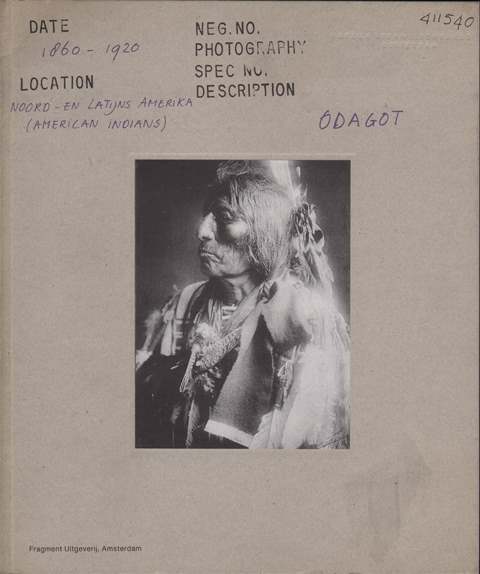 DATE
1860 - 1920
LOCATION
NOORD - EN LATIJNS AMERIKA
(AMERICAN INDIANS)
NEG. NO.
PHOTOGRAPHY
SPEC NO.
DESCRIPTION
411540
ODAGOT
Fragment Uitgeverij, Amsterdam